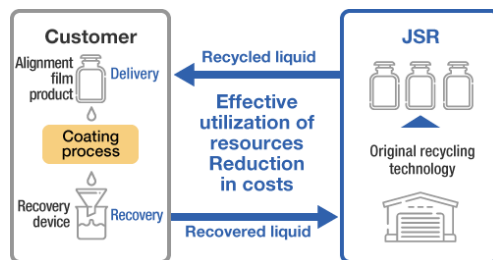 Customer
Alignment
film
product
Delivery
Coating
process
Recovery
device
Recovery
Recycled liquid
Effective
utilization of
resources
Reduction
in costs
Recovered liquid
JSR
Original recycling
technology